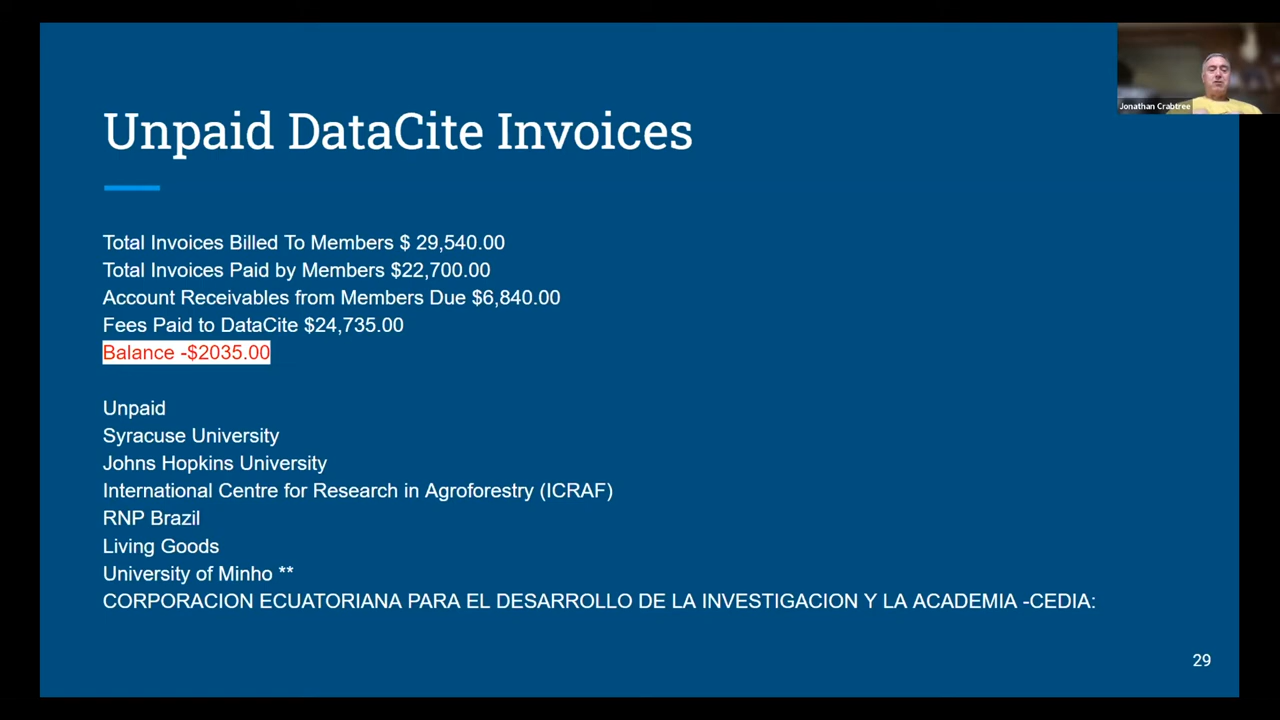 Jonathan Crabtree
Unpaid DataCite Invoices
Total Invoices Billed To Members $ 29,540.00
Total Invoices Paid by Members $22,700.00
Account Receivables from Members Due $6,840.00
Fees Paid to DataCite $24,735.00
Balance -$2035.00
Unpaid
Syracuse University
Johns Hopkins University
International Centre for Research in Agroforestry (ICRAF)
RNP Brazil
Living Goods
University of Minho **
CORPORACION ECUATORIANA PARA EL DESARROLLO DE LA INVESTIGACION Y LA ACADEMIA -CEDIA:
29